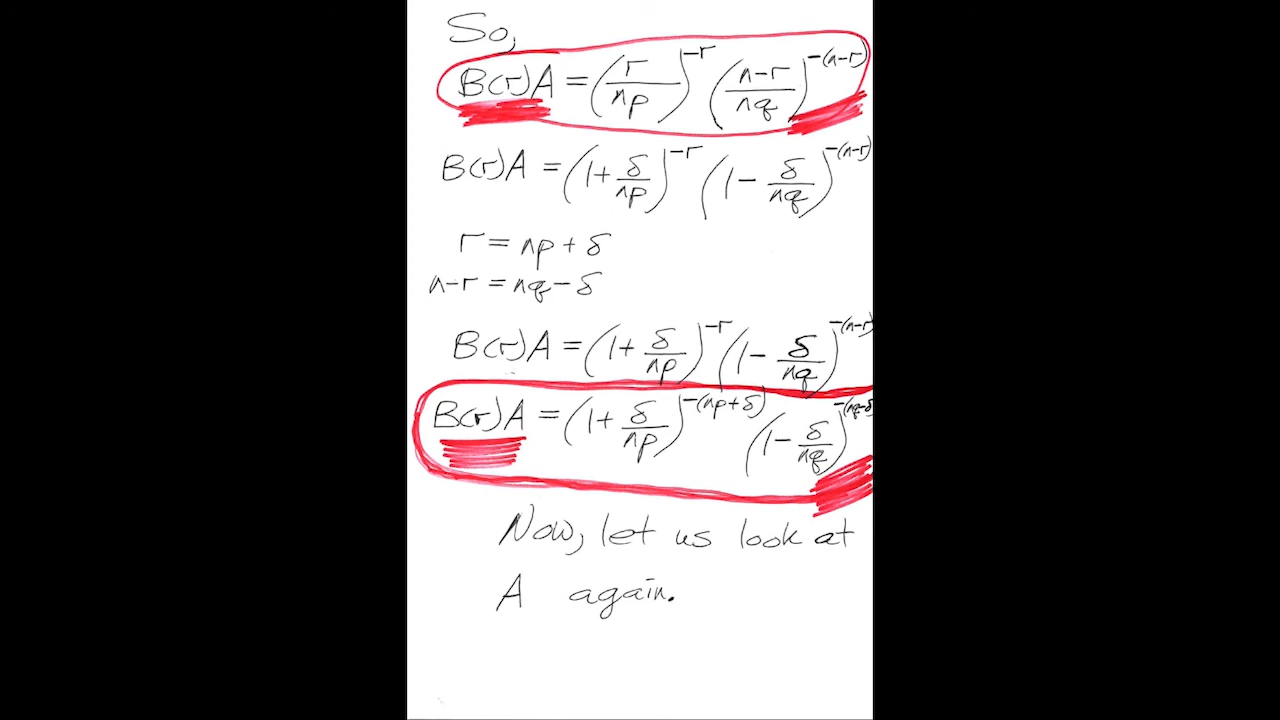 So,
B(r)A = (r/np)^-r ((n-r)/nq)^-(n-r)
B(r)A = (1 + δ/np)^-r (1 - δ/nq)^-(n-r)
r = np + δ
n-r = nq - δ
B(r)A = (1 + δ/np)^-r (1 - δ/nq)^-(n-r)
B(r)A = (1 + δ/np)^-(np+δ) (1 - δ/nq)^-(nq-δ
Now, let us look at
A again.